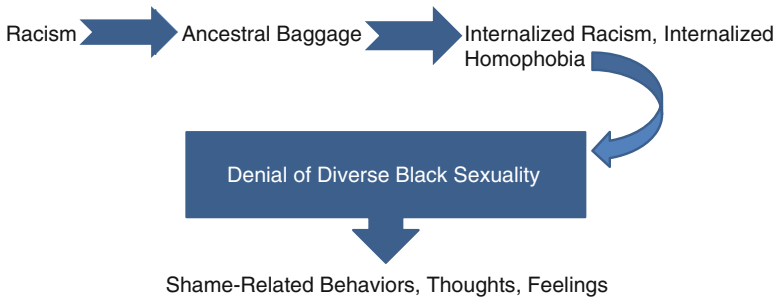 Racism Ancestral Baggage Internalized Racism, Internalized
Homophobia
Denial of Diverse Black Sexuality
Shame-Related Behaviors, Thoughts, Feelings